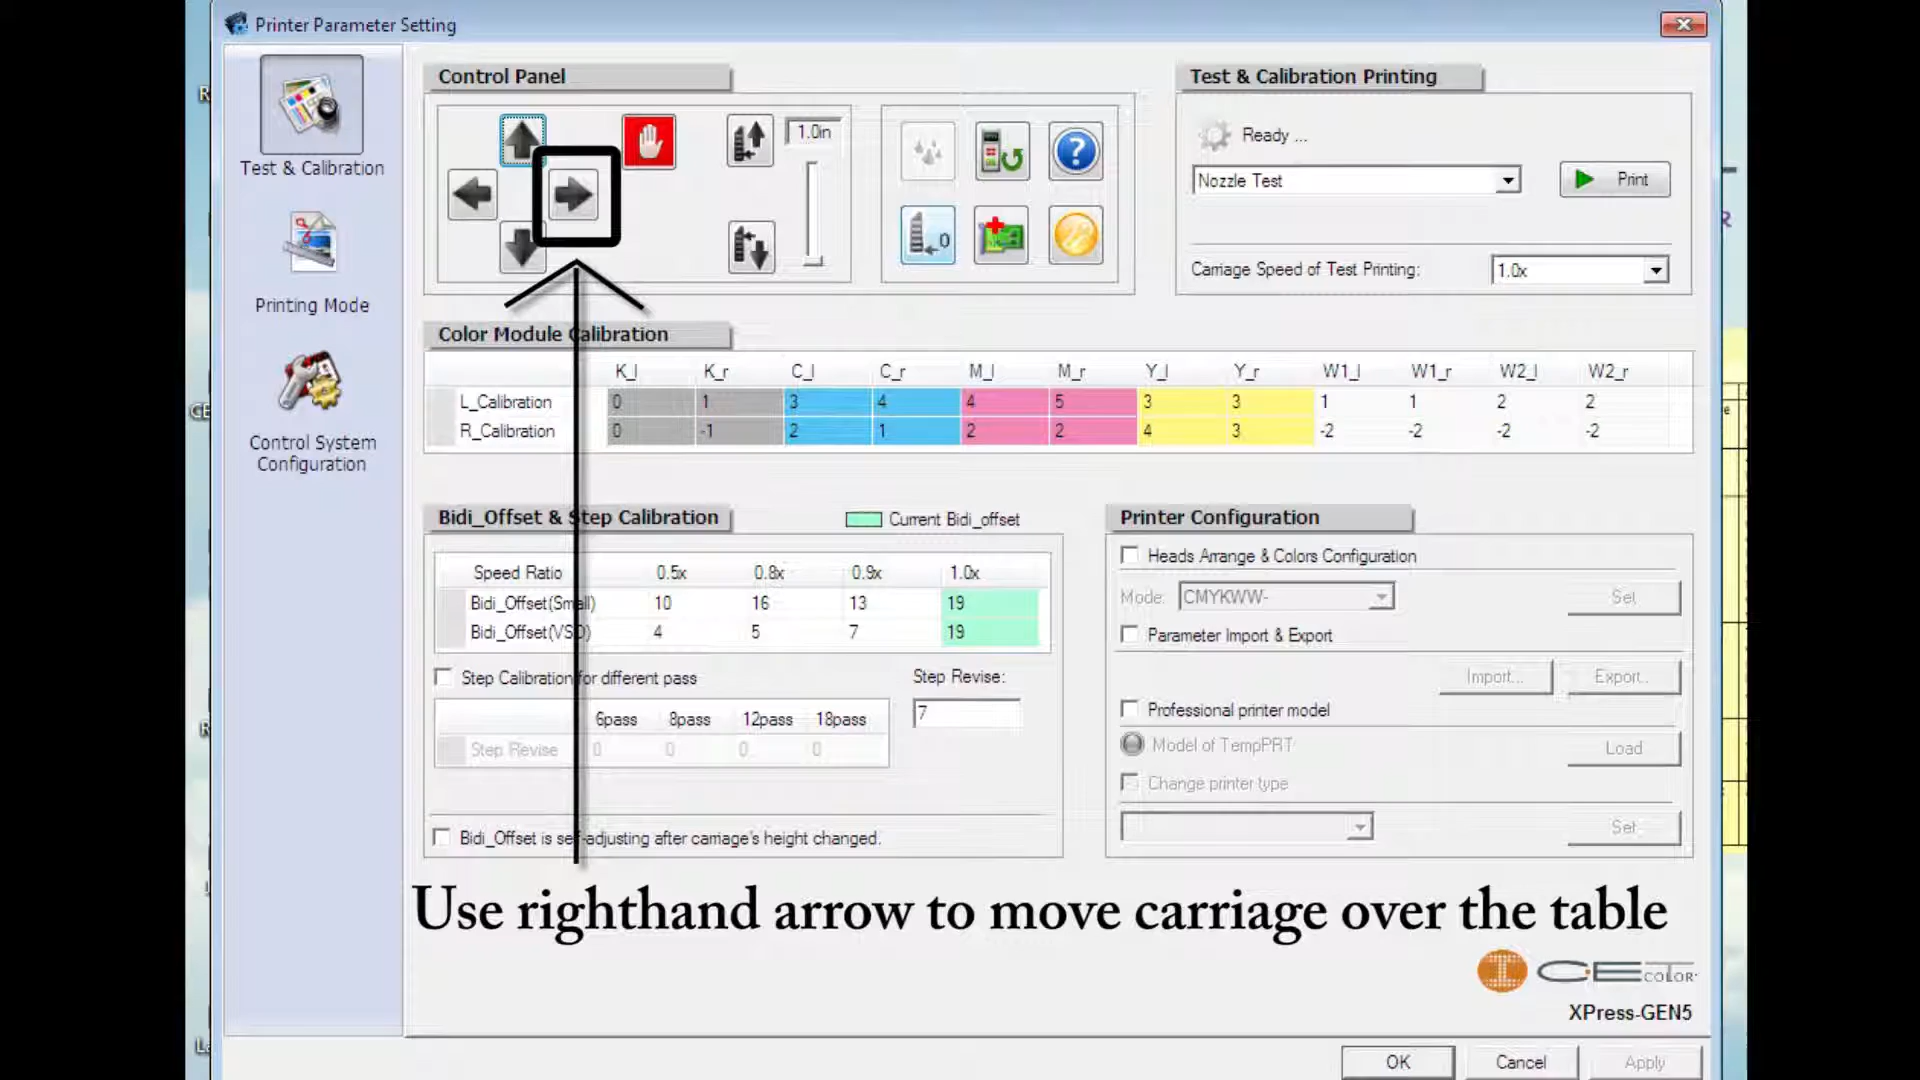 Printer Parameter Setting
Test & Calibration
Printing Mode
Control System
Configuration
Control Panel
1.0in
0
Test & Calibration Printing
Ready ...
Nozzle Test
Print
Carriage Speed of Test Printing:
1.0x
Color Module Calibration
K_l K_r C_l C_r M_l M_r Y_l Y_r W1_l W1_r W2_l W2_r
L_Calibration 0 1 3 4 4 5 3 3 1 1 2 2
R_Calibration 0 -1 2 1 2 2 4 3 -2 -2 -2 -2
Bidi_Offset & Step Calibration
Current Bidi_offset
Speed Ratio 0.5x 0.8x 0.9x 1.0x
Bidi_Offset(Small) 10 16 13 19
Bidi_Offset(VSD) 4 5 7 19
Step Calibration for different pass
Step Revise:
7
6pass 8pass 12pass 18pass
Step Revise 0 0 0 0
Bidi_Offset is self-adjusting after carriage's height changed.
Printer Configuration
Heads Arrange & Colors Configuration
Mode: CMYKWW- Set
Parameter Import & Export
Import... Export..
Professional printer model
Model of TempPRT Load
Change printer type
Set
Use righthand arrow to move carriage over the table
CET COLOR
XPress-GEN5
OK Cancel Apply